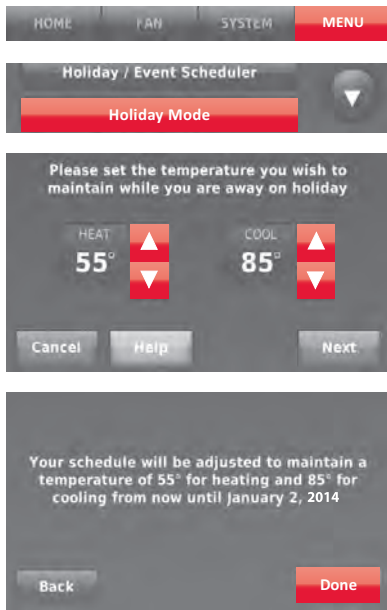 HOME FAN SYSTEM MENU
Holiday / Event Scheduler
Holiday Mode
Please set the temperature you wish to
maintain while you are away on holiday
HEAT COOL
55° 85°
Cancel Help Next
Your schedule will be adjusted to maintain a
temperature of 55° for heating and 85° for
cooling from now until January 2, 2014
Back Done